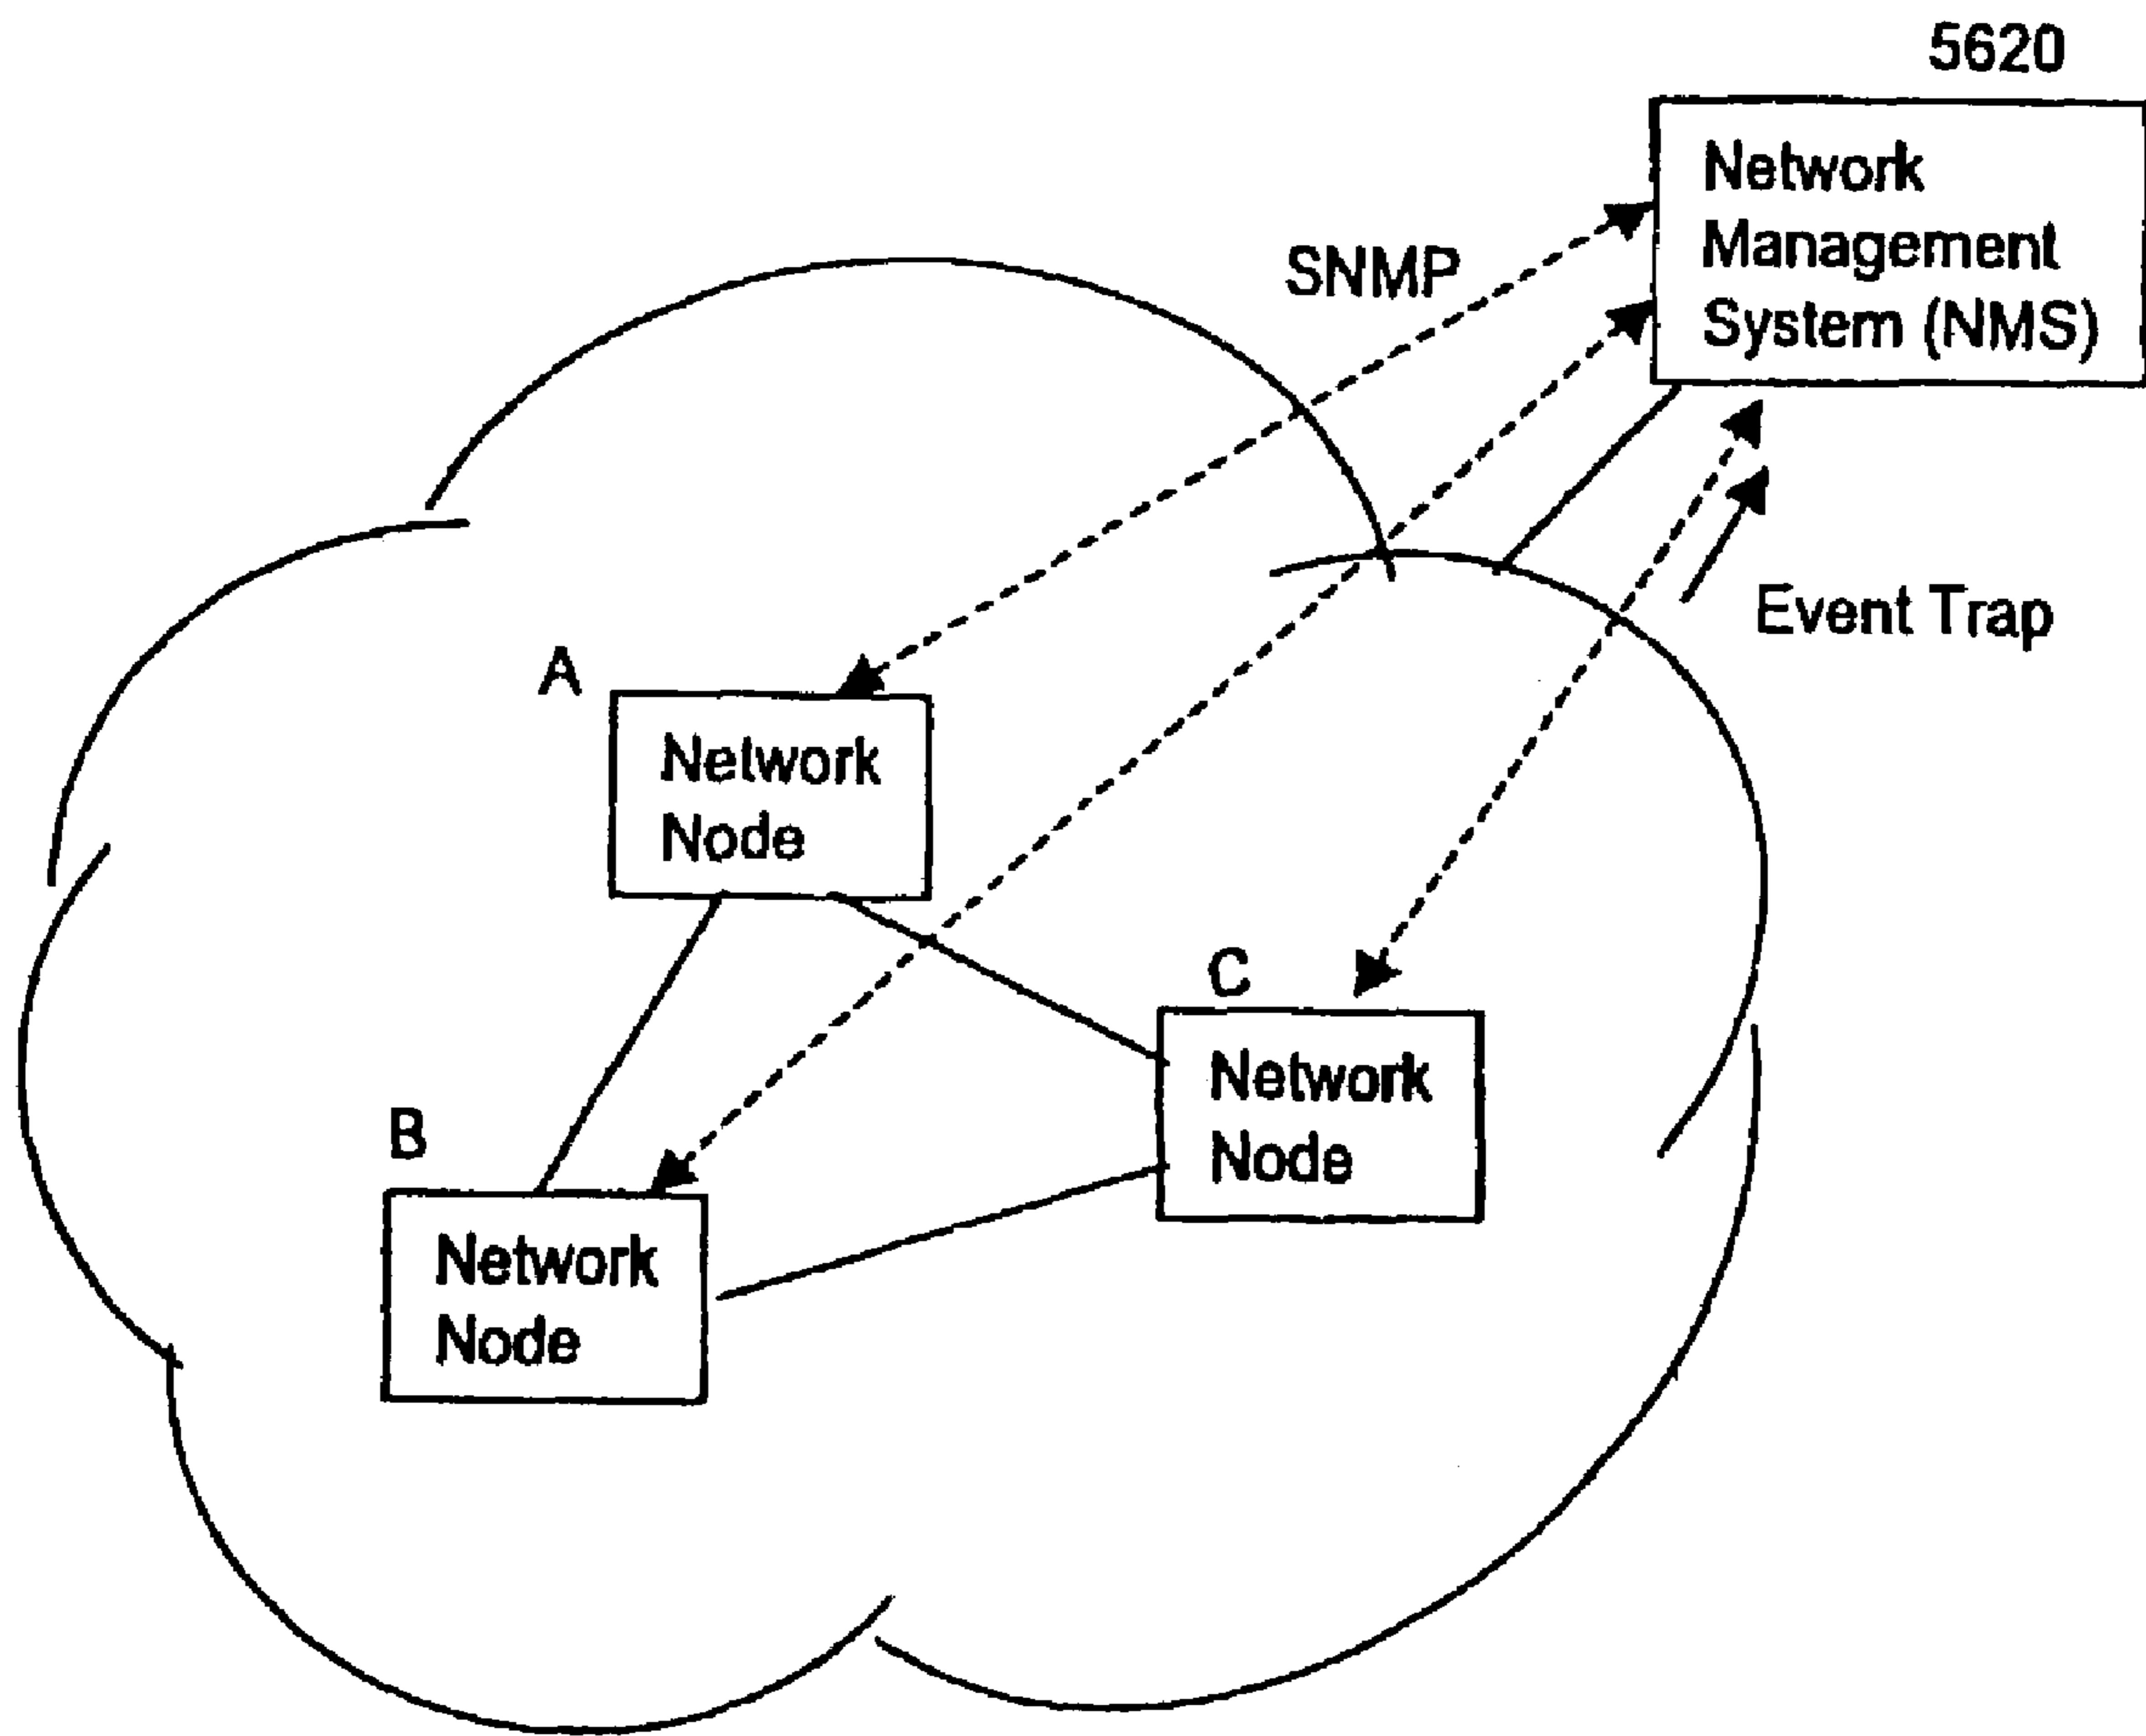 5620
Network
Management
System (NMS)
SNMP
Event Trap
A
Network
Node
C
Network
Node
B
Network
Node